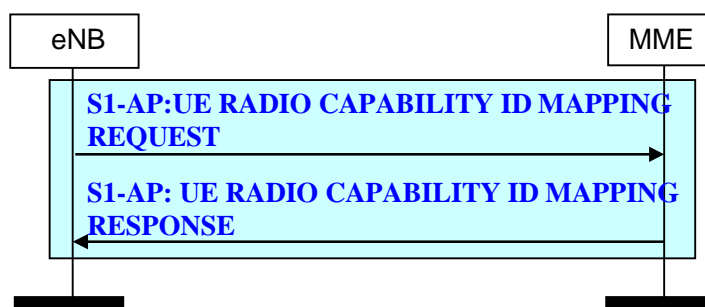 eNB
MME
S1-AP:UE RADIO CAPABILITY ID MAPPING
REQUEST
S1-AP: UE RADIO CAPABILITY ID MAPPING
RESPONSE